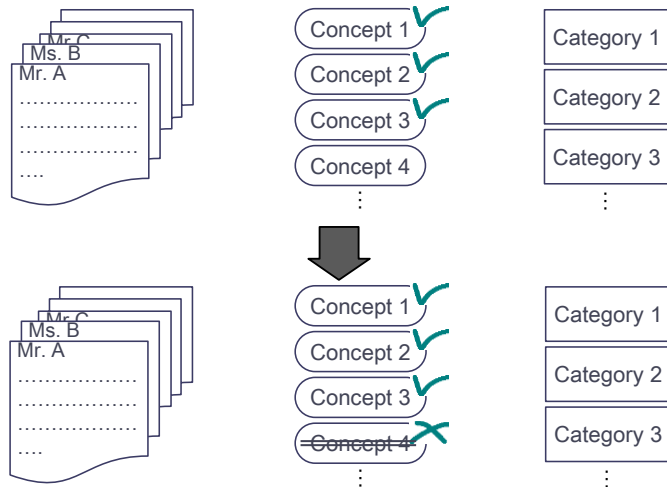 Mr. C
Ms. B
Mr. A
....................
....................
....................
....
Concept 1
Concept 2
Concept 3
Concept 4
⋮
Category 1
Category 2
Category 3
⋮
Mr. C
Ms. B
Mr. A
....................
....................
....................
....
Concept 1
Concept 2
Concept 3
Concept 4
⋮
Category 1
Category 2
Category 3
⋮